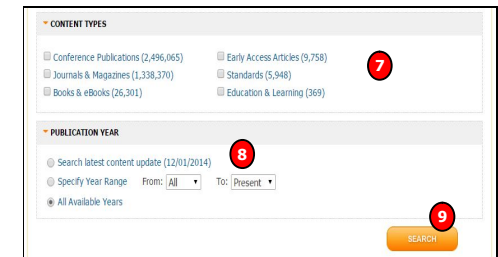 CONTENT TYPES
Conference Publications (2,496,065) Early Access Articles (9,758)
7
Journals & Magazines (1,338,370) Standards (5,948)
Books & eBooks (26,301) Education & Learning (369)
PUBLICATION YEAR
8
Search latest content update (12/01/2014)
Specify Year Range From: All To: Present
All Available Years
9
SEARCH